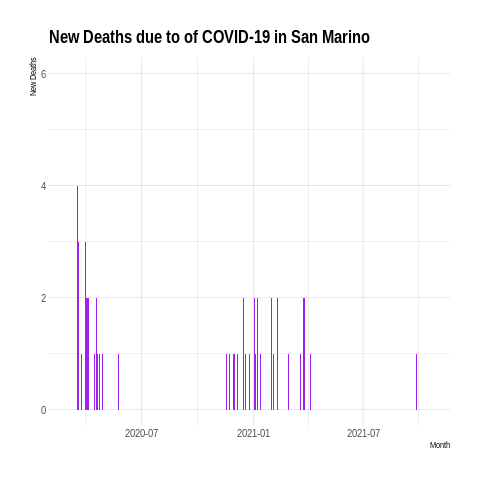 New Deaths due to of COVID-19 in San Marino
New Deaths
6
4
2
0
2020-07 2021-01 2021-07
Month